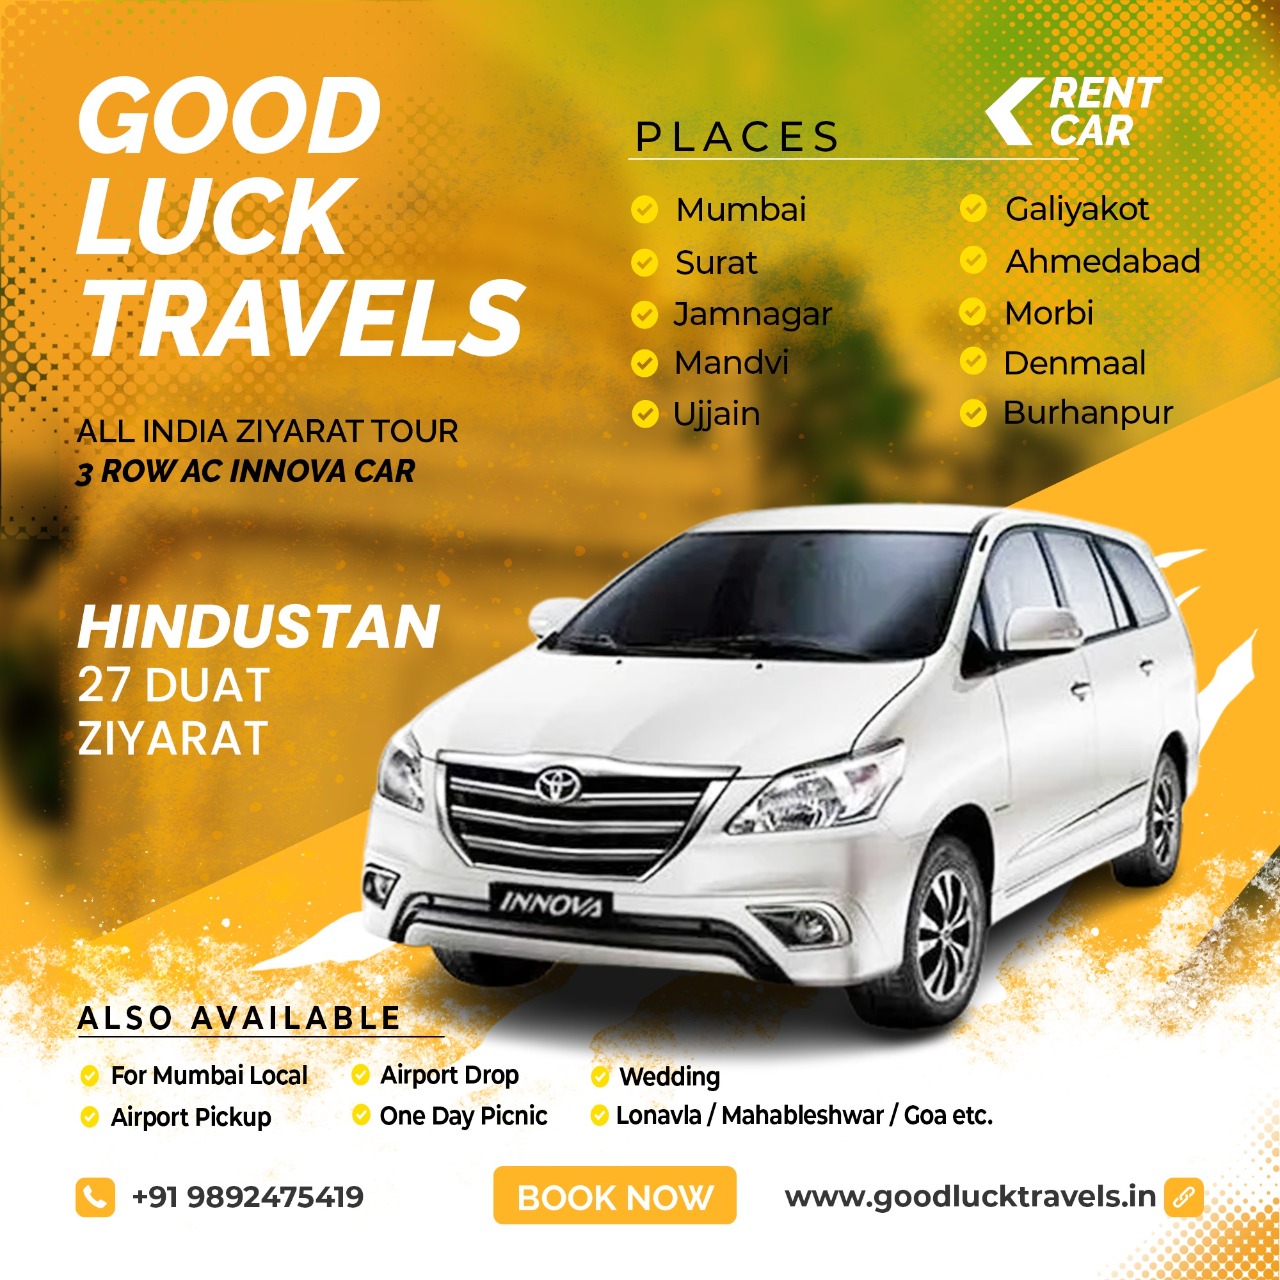 GOOD
LUCK
TRAVELS
ALL INDIA ZIYARAT TOUR
3 ROW AC INNOVA CAR
RENT
CAR
PLACES
Mumbai
Surat
Jamnagar
Mandvi
Ujjain
Galiyakot
Ahmedabad
Morbi
Denmaal
Burhanpur
HINDUSTAN
27 DUAT
ZIYARAT
INNOVA
ALSO AVAILABLE
For Mumbai Local
Airport Drop
Wedding
Airport Pickup
One Day Picnic
Lonavla / Mahableshwar / Goa etc.
+91 9892475419
BOOK NOW
www.goodlucktravels.in